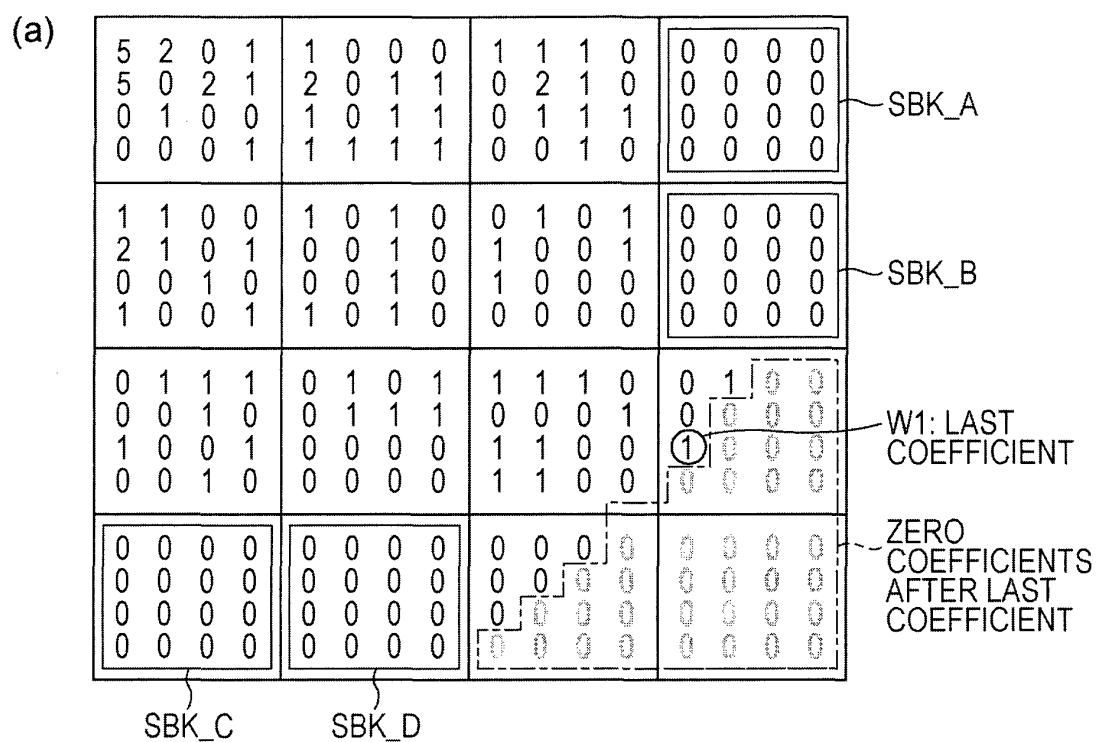 (a)
5 2 0 1 1 0 0 0 1 1 1 0 0 0 0 0
5 0 2 1 2 0 1 1 0 2 1 0 0 0 0 0
0 1 0 0 1 0 1 1 0 1 1 1 0 0 0 0
0 0 0 1 1 1 1 1 0 0 1 0 0 0 0 0
SBK_A
1 1 0 0 1 0 1 0 0 1 0 1 0 0 0 0
2 1 0 1 0 0 1 0 1 0 0 1 0 0 0 0
0 0 1 0 0 0 1 0 1 0 0 0 0 0 0 0
1 0 0 1 1 0 1 0 0 0 0 0 0 0 0 0
SBK_B
0 1 1 1 0 1 0 1 1 1 1 0 0 1 0 0
0 0 1 0 0 1 1 1 0 0 0 1 0 0 0 0
1 0 0 1 0 0 0 0 1 1 0 0 1 0 0 0
0 0 1 0 0 0 0 0 1 1 0 0 0 0 0 0
W1: LAST
COEFFICIENT
0 0 0 0 0 0 0 0 0 0 0 0 0 0 0 0
0 0 0 0 0 0 0 0 0 0 0 0 0 0 0 0
0 0 0 0 0 0 0 0 0 0 0 0 0 0 0 0
0 0 0 0 0 0 0 0 0 0 0 0 0 0 0 0
ZERO
COEFFICIENTS
AFTER LAST
COEFFICIENT
SBK_C
SBK_D